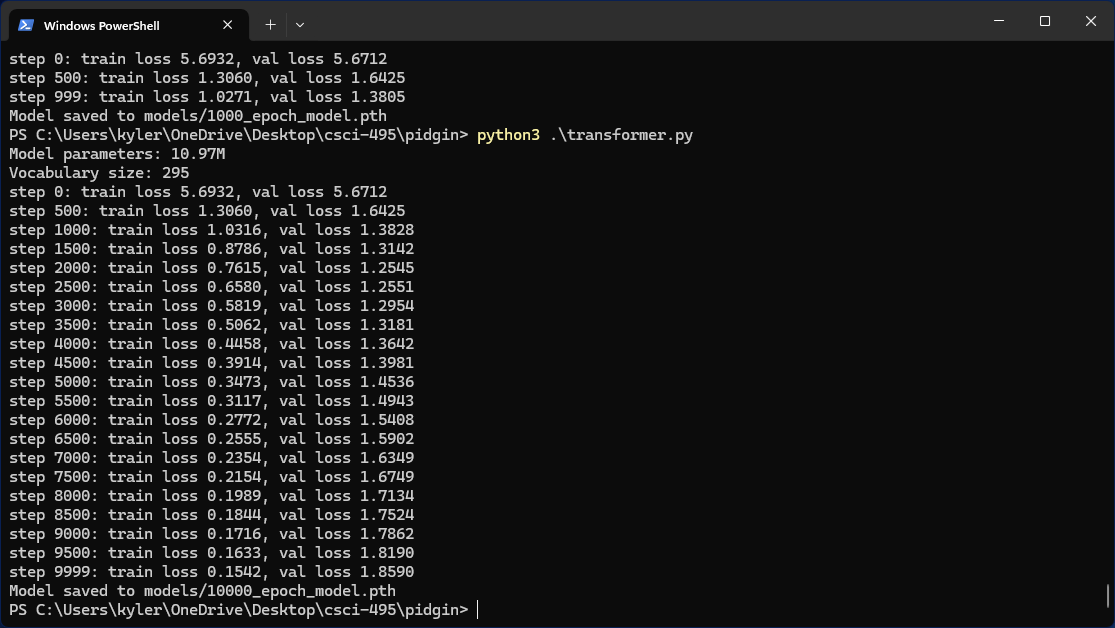 Windows PowerShell
step 0: train loss 5.6932, val loss 5.6712
step 500: train loss 1.3060, val loss 1.6425
step 999: train loss 1.0271, val loss 1.3805
Model saved to models/1000_epoch_model.pth
PS C:\Users\kyler\OneDrive\Desktop\csci-495\pidgin> python3 .\transformer.py
Model parameters: 10.97M
Vocabulary size: 295
step 0: train loss 5.6932, val loss 5.6712
step 500: train loss 1.3060, val loss 1.6425
step 1000: train loss 1.0316, val loss 1.3828
step 1500: train loss 0.8786, val loss 1.3142
step 2000: train loss 0.7615, val loss 1.2545
step 2500: train loss 0.6580, val loss 1.2551
step 3000: train loss 0.5819, val loss 1.2954
step 3500: train loss 0.5062, val loss 1.3181
step 4000: train loss 0.4458, val loss 1.3642
step 4500: train loss 0.3914, val loss 1.3981
step 5000: train loss 0.3473, val loss 1.4536
step 5500: train loss 0.3117, val loss 1.4943
step 6000: train loss 0.2772, val loss 1.5408
step 6500: train loss 0.2555, val loss 1.5902
step 7000: train loss 0.2354, val loss 1.6349
step 7500: train loss 0.2154, val loss 1.6749
step 8000: train loss 0.1989, val loss 1.7134
step 8500: train loss 0.1844, val loss 1.7524
step 9000: train loss 0.1716, val loss 1.7862
step 9500: train loss 0.1633, val loss 1.8190
step 9999: train loss 0.1542, val loss 1.8590
Model saved to models/10000_epoch_model.pth
PS C:\Users\kyler\OneDrive\Desktop\csci-495\pidgin>